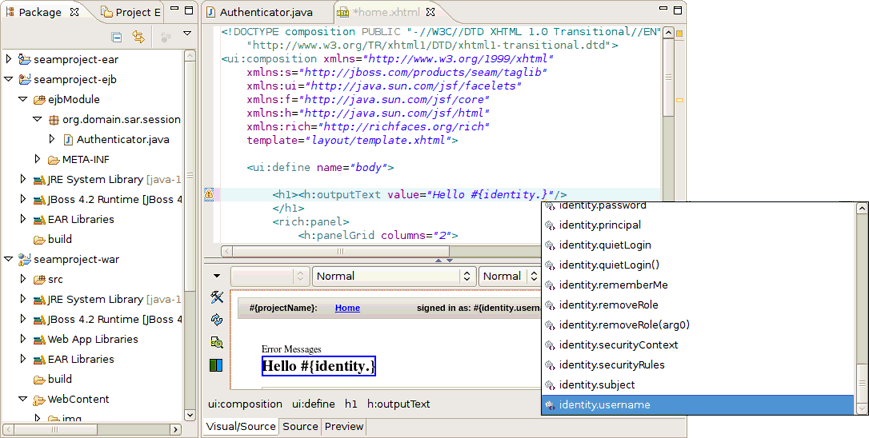 Package
Project E
seamproject-ear
seamproject-ejb
ejbModule
org.domain.sar.session
Authenticator.java
META-INF
JRE System Library [java-1
JBoss 4.2 Runtime [JBoss
EAR Libraries
build
seamproject-war
src
JRE System Library [java-1
JBoss 4.2 Runtime [JBoss
Web App Libraries
EAR Libraries
build
WebContent
img
Authenticator.java
*home.xhtml
<!DOCTYPE composition PUBLIC "-//W3C//DTD XHTML 1.0 Transitional//EN"
"http://www.w3.org/TR/xhtml1/DTD/xhtml1-transitional.dtd">
<ui:composition xmlns="http://www.w3.org/1999/xhtml"
xmlns:s="http://jboss.com/products/seam/taglib"
xmlns:ui="http://java.sun.com/jsf/facelets"
xmlns:f="http://java.sun.com/jsf/core"
xmlns:h="http://java.sun.com/jsf/html"
xmlns:rich="http://richfaces.org/rich"
template="layout/template.xhtml">
<ui:define name="body">
<h1><h:outputText value="Hello #{identity.}"/>
</h1>
<rich:panel>
<h:panelGrid columns="2">
identity.password
identity.principal
identity.quietLogin
identity.quietLogin()
identity.rememberMe
identity.removeRole
identity.removeRole(arg0)
identity.securityContext
identity.securityRules
identity.subject
identity.username
Normal
Normal
#{projectName}:
Home
signed in as: #{identity.userna
Error Messages
Hello #{identity.}
ui:composition ui:define h1 h:outputText
Visual/Source Source Preview